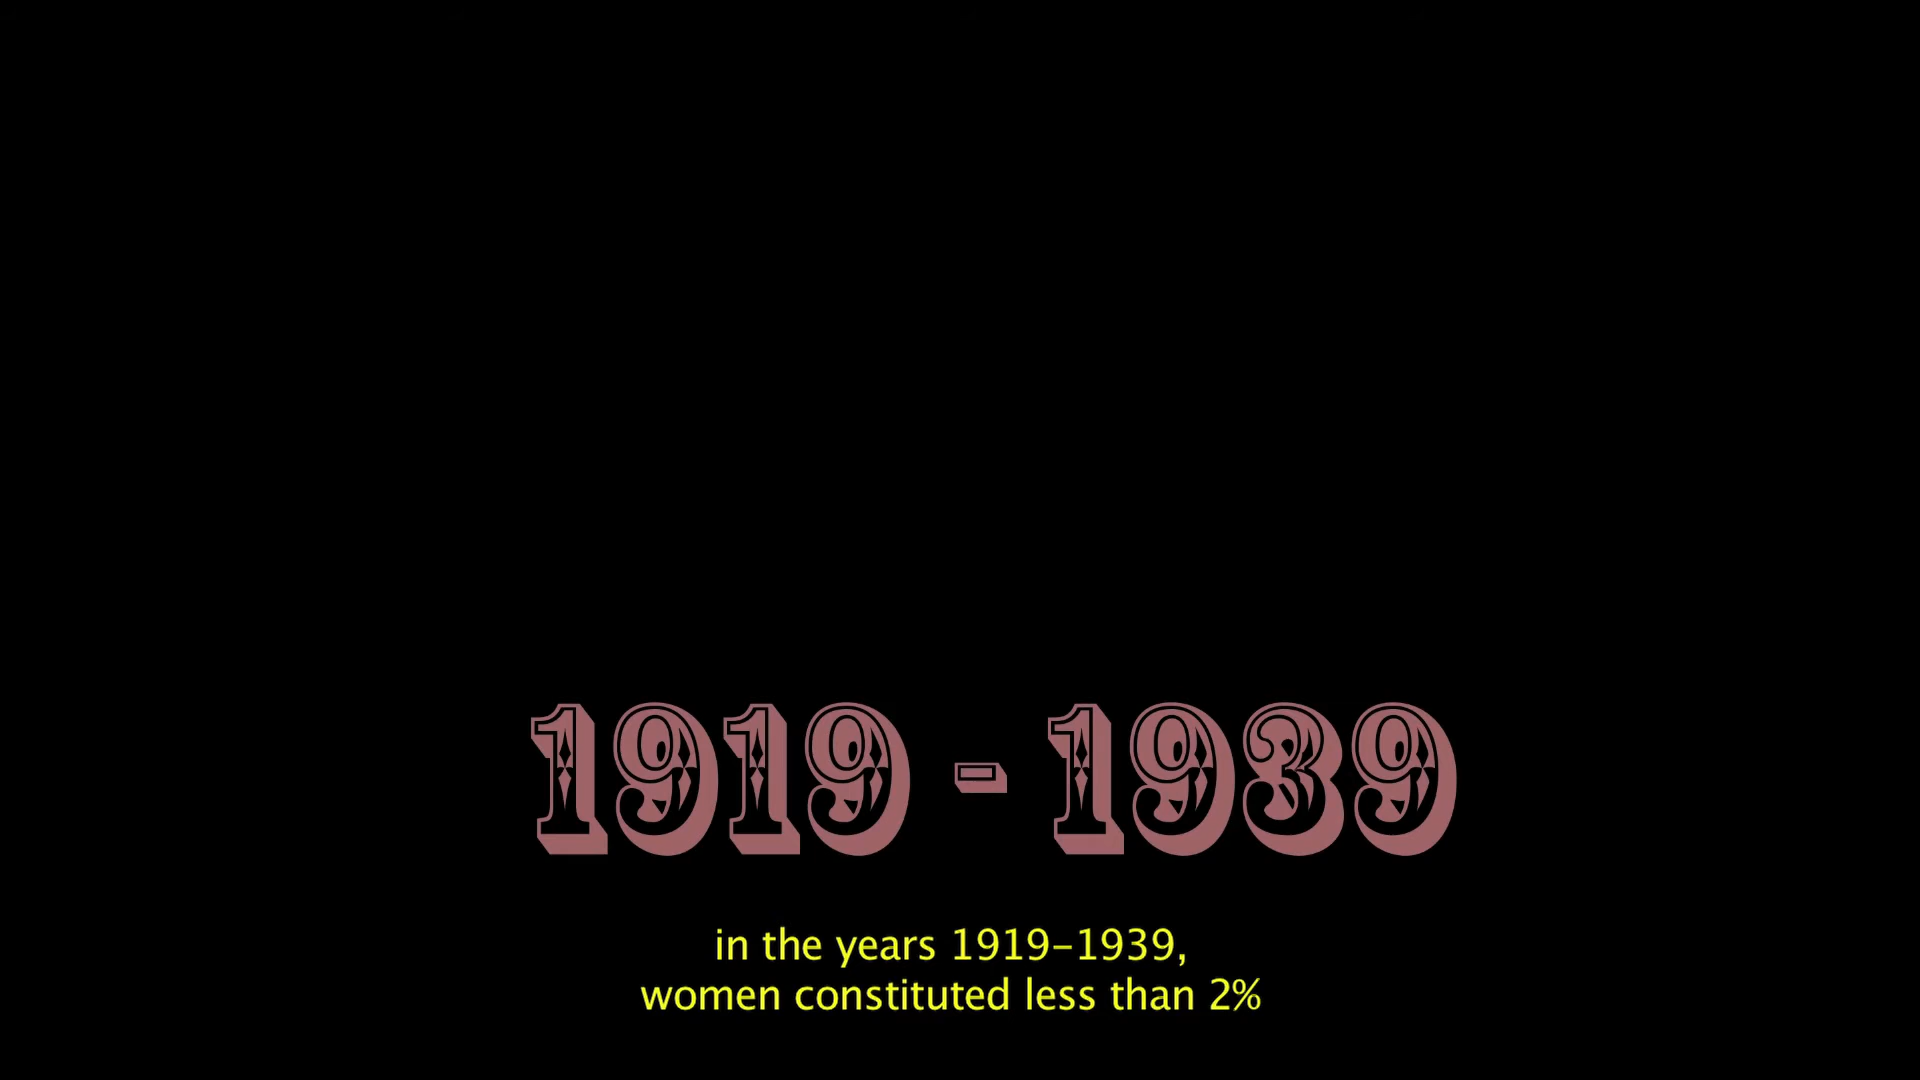 1919 - 1939
in the years 1919–1939,
women constituted less than 2%